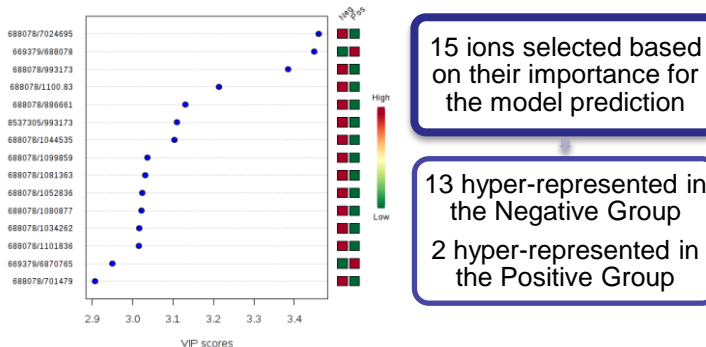 Neg Pos
688078/7024695
669379/688078
688078/993173
688078/1100.83
688078/886661
8537305/993173
688078/1044535
688078/1099859
688078/1081363
688078/1052836
688078/1080877
688078/1034262
688078/1101836
669379/6870765
688078/701479
2.9 3.0 3.1 3.2 3.3 3.4
VIP scores
High
Low
15 ions selected based
on their importance for
the model prediction
13 hyper-represented in
the Negative Group
2 hyper-represented in
the Positive Group